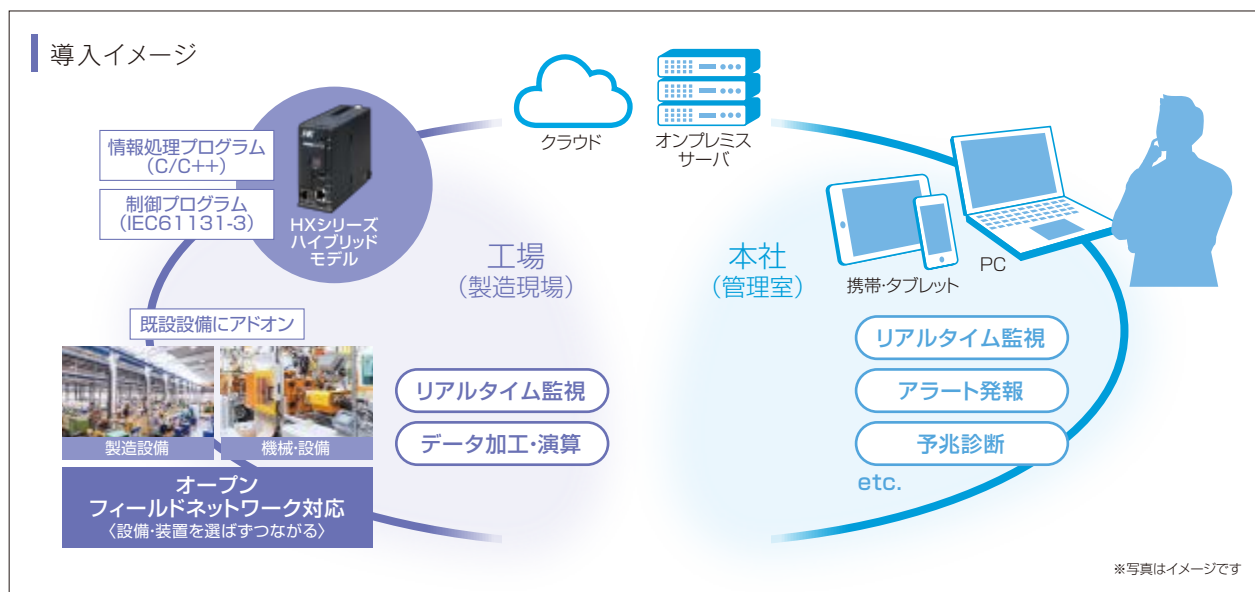 導入イメージ
クラウド
オンプレミス
サーバ
情報処理プログラム
(C/C++)
制御プログラム
(IEC61131-3)
HXシリーズ
ハイブリッド
モデル
工場
(製造現場)
既設設備にアドオン
製造設備
機械・設備
オープン
フィールドネットワーク対応
〈設備・装置を選ばずつながる〉
リアルタイム監視
データ加工・演算
本社
(管理室)
携帯・タブレット
PC
リアルタイム監視
アラート発報
予兆診断
etc.
※写真はイメージです